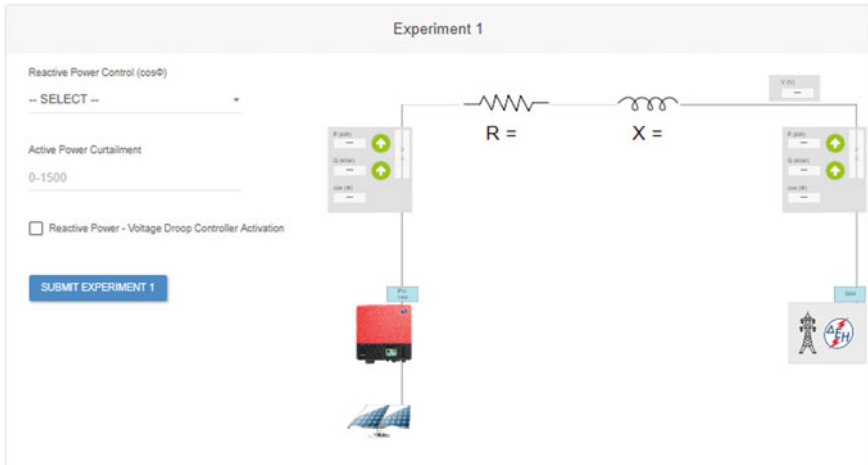 Experiment 1
Reactive Power Control (cosΦ)
-- SELECT --
V (V)
---
R =
X =
Active Power Curtailment
0-1500
P (kW)
---
Q (kVar)
---
cos (Φ)
---
P (kW)
---
Q (kVar)
---
cos (Φ)
---
Reactive Power - Voltage Droop Controller Activation
SUBMIT EXPERIMENT 1
PV
Grid
ΔEH